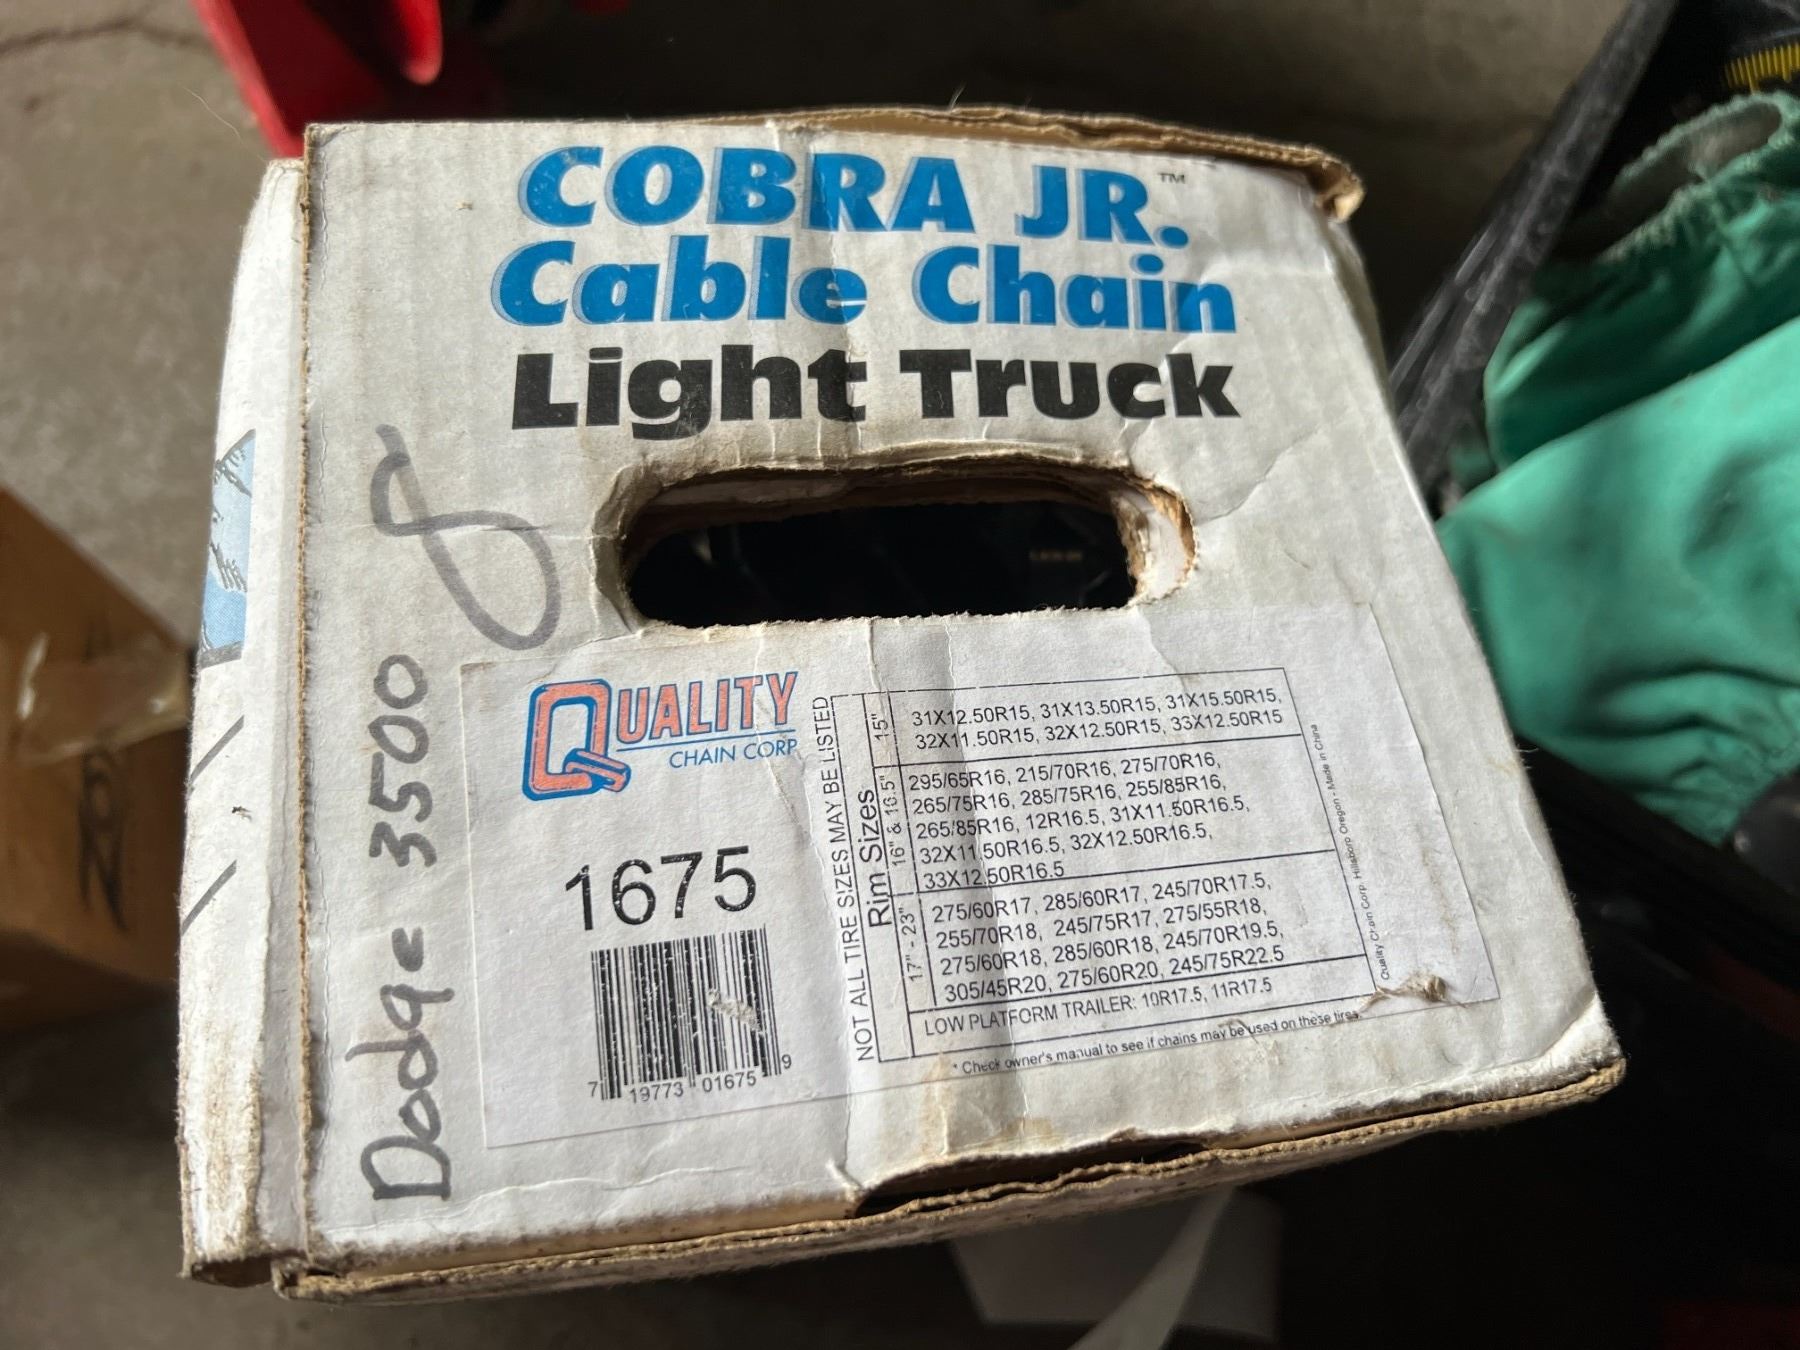 COBRA JR.™
Cable Chain
Light Truck
8
Dodge 3500
QUALITY
CHAIN CORP.
1675
7 19773 01675 9
NOT ALL TIRE SIZES MAY BE LISTED
Rim Sizes
15"
31X12.50R15, 31X13.50R15, 31X15.50R15,
32X11.50R15, 32X12.50R15, 33X12.50R15
16" & 16.5"
295/65R16, 215/70R16, 275/70R16,
265/75R16, 285/75R16, 255/85R16,
265/85R16, 12R16.5, 31X11.50R16.5,
32X11.50R16.5, 32X12.50R16.5,
33X12.50R16.5
17" - 23"
275/60R17, 285/60R17, 245/70R17.5,
255/70R18, 245/75R17, 275/55R18,
275/60R18, 285/60R18, 245/70R19.5,
305/45R20, 275/60R20, 245/75R22.5
LOW PLATFORM TRAILER: 10R17.5, 11R17.5
* Check owner's manual to see if chains may be used on these tires.
Quality Chain Corp. Hillsboro Oregon - Made in China